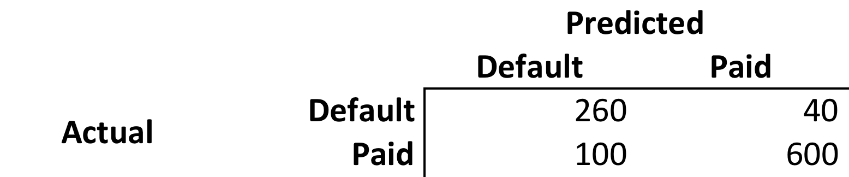 Predicted
Default Paid
Default 260 40
Actual
Paid 100 600